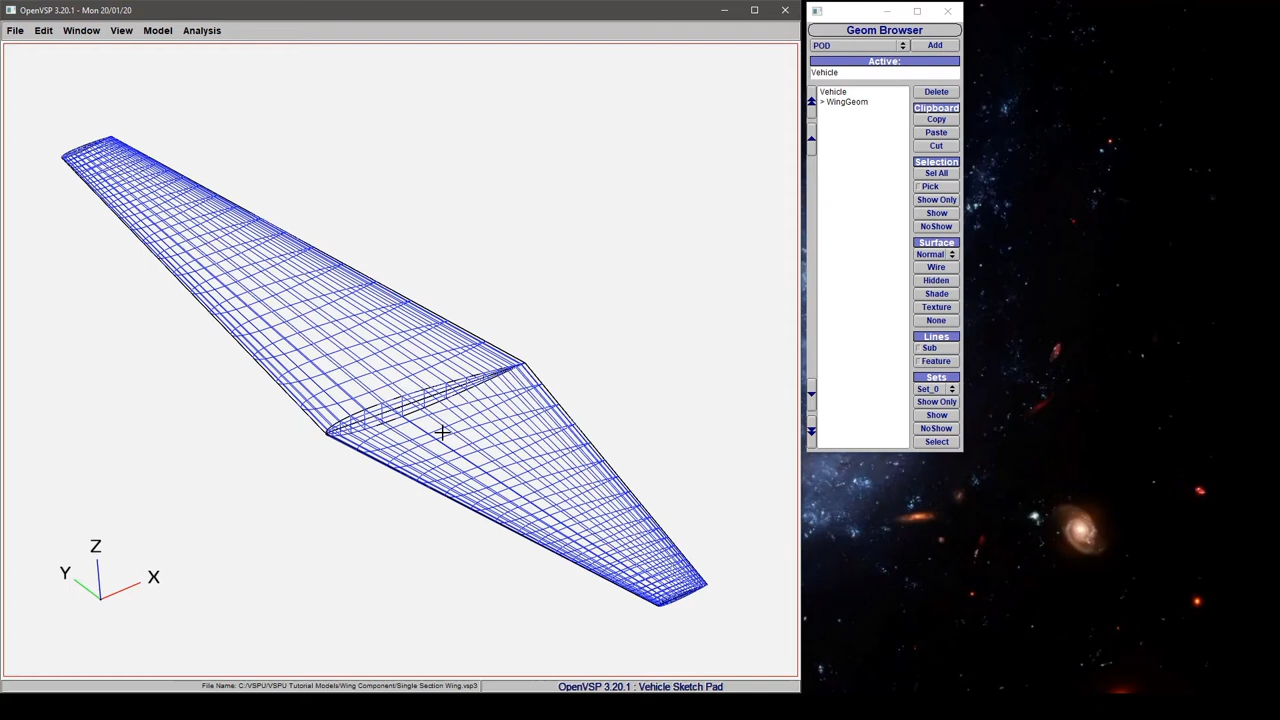 OpenVSP 3.20.1 - Mon 20/01/20
File Edit Window View Model Analysis
Z
Y
X
File Name: C:/VSPU/VSPU Tutorial Models/Wing Component/Single Section Wing.vsp3
OpenVSP 3.20.1 : Vehicle Sketch Pad
Geom Browser
POD
Add
Active:
Vehicle
Vehicle
> WingGeom
Delete
Clipboard
Copy
Paste
Cut
Selection
Sel All
Pick
Show Only
Show
NoShow
Surface
Normal
Wire
Hidden
Shade
Texture
None
Lines
Sub
Feature
Sets
Set_0
Show Only
Show
NoShow
Select